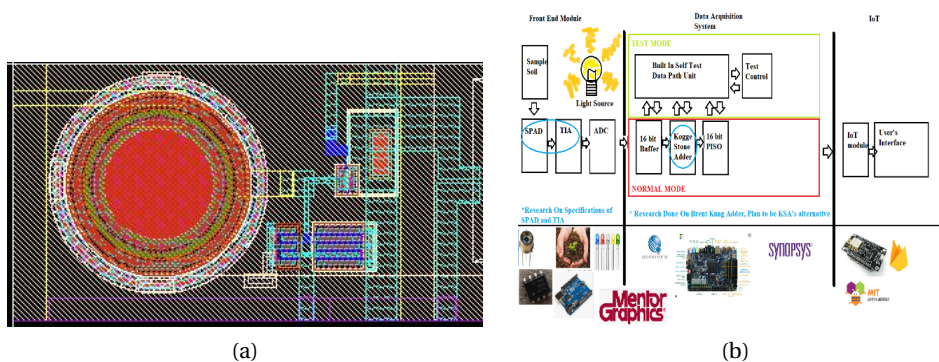 Front End Module
Data Acquisition
System
IoT
TEST MODE
Sample
Soil
Light Source
Built In Self Test
Data Path Unit
Test
Control
SPAD
TIA
ADC
16 bit
Buffer
Kogge
Stone
Adder
16 bit
PISO
IoT
module
User's
Interface
NORMAL MODE
*Research On Specifications of
SPAD and TIA
* Research Done On Brent Kung Adder, Plan to be KSA's alternative
SYNOPSYS®
Mentor
Graphics®
MIT
(a)
(b)